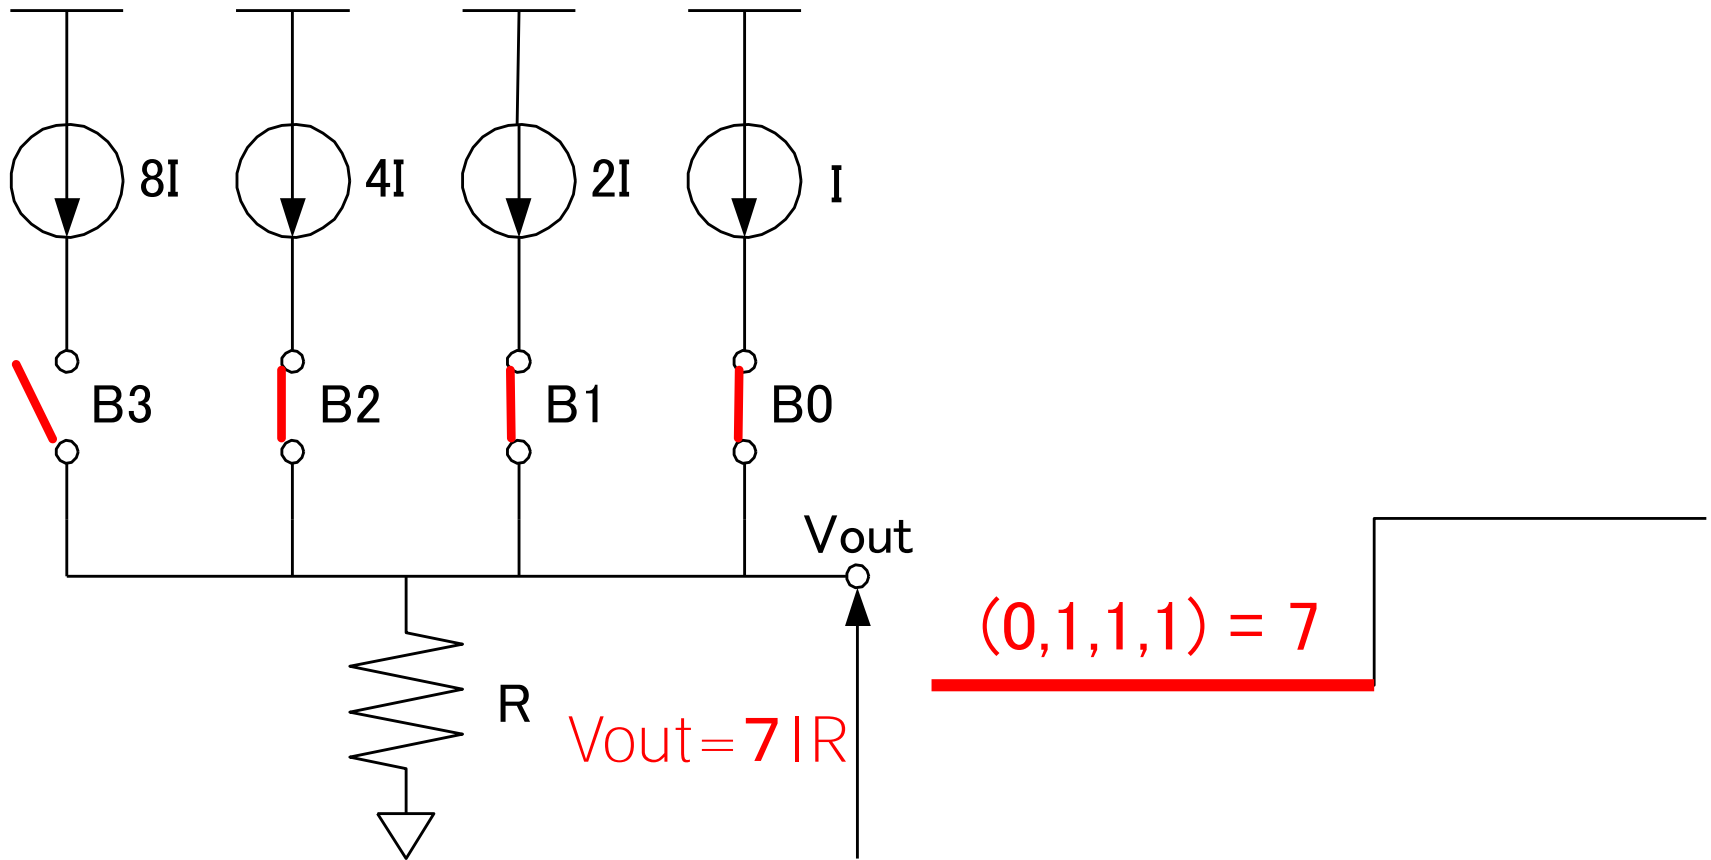 8I 4I 2I I
B3 B2 B1 B0
Vout
(0,1,1,1) = 7
R
Vout=7IR